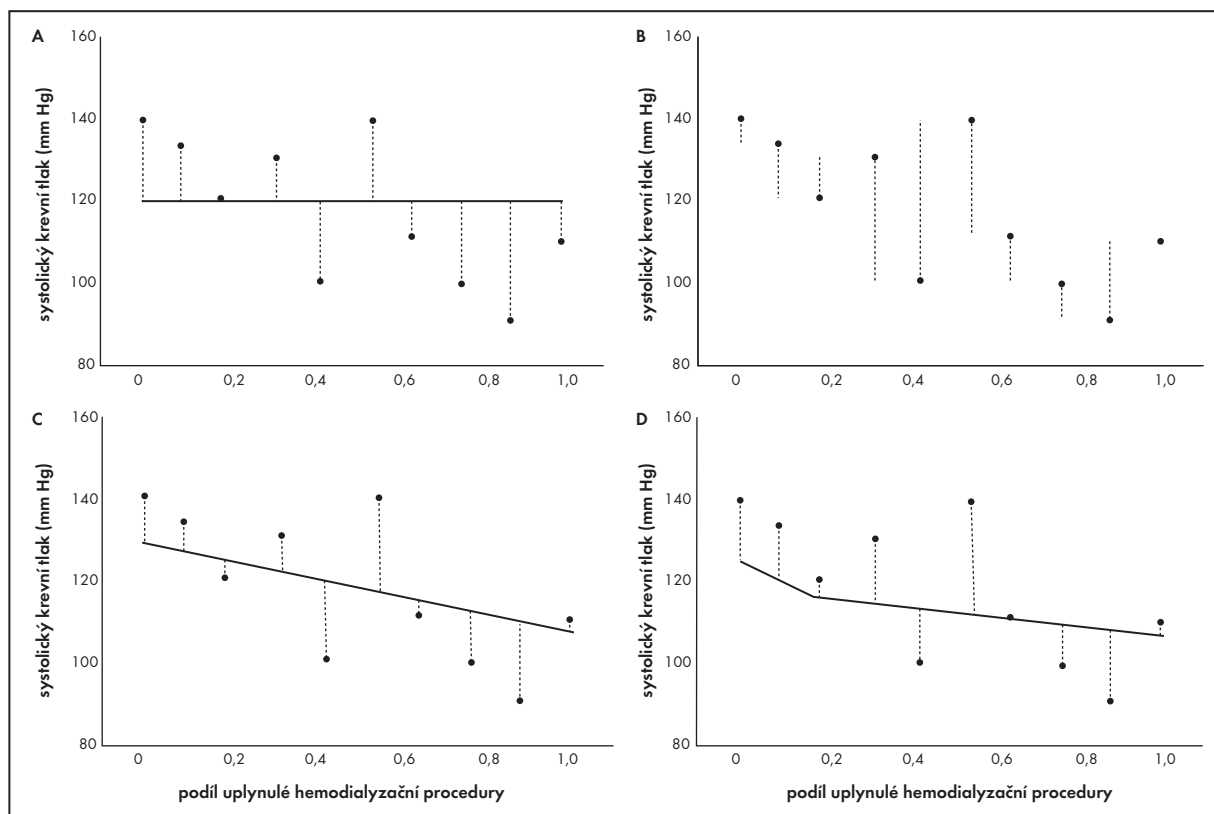 A
systolický krevní tlak (mm Hg)
160
140
120
100
80
0 0,2 0,4 0,6 0,8 1,0
B
systolický krevní tlak (mm Hg)
160
140
120
100
80
0 0,2 0,4 0,6 0,8 1,0
C
systolický krevní tlak (mm Hg)
160
140
120
100
80
0 0,2 0,4 0,6 0,8 1,0
podíl uplynulé hemodialyzační procedury
D
systolický krevní tlak (mm Hg)
160
140
120
100
80
0 0,2 0,4 0,6 0,8 1,0
podíl uplynulé hemodialyzační procedury